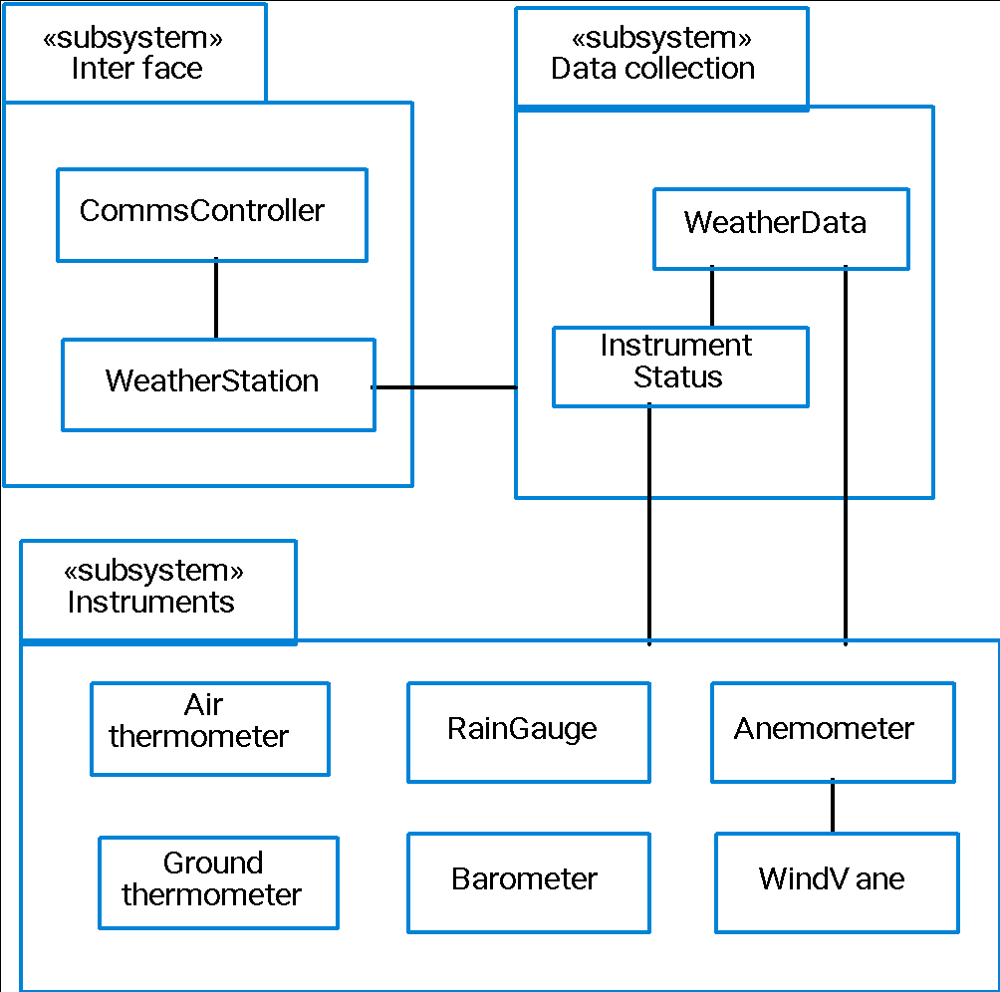 «subsystem»
Inter face
CommsController
WeatherStation
«subsystem»
Data collection
WeatherData
Instrument
Status
«subsystem»
Instruments
Air
thermometer
RainGauge
Anemometer
Ground
thermometer
Barometer
WindV ane